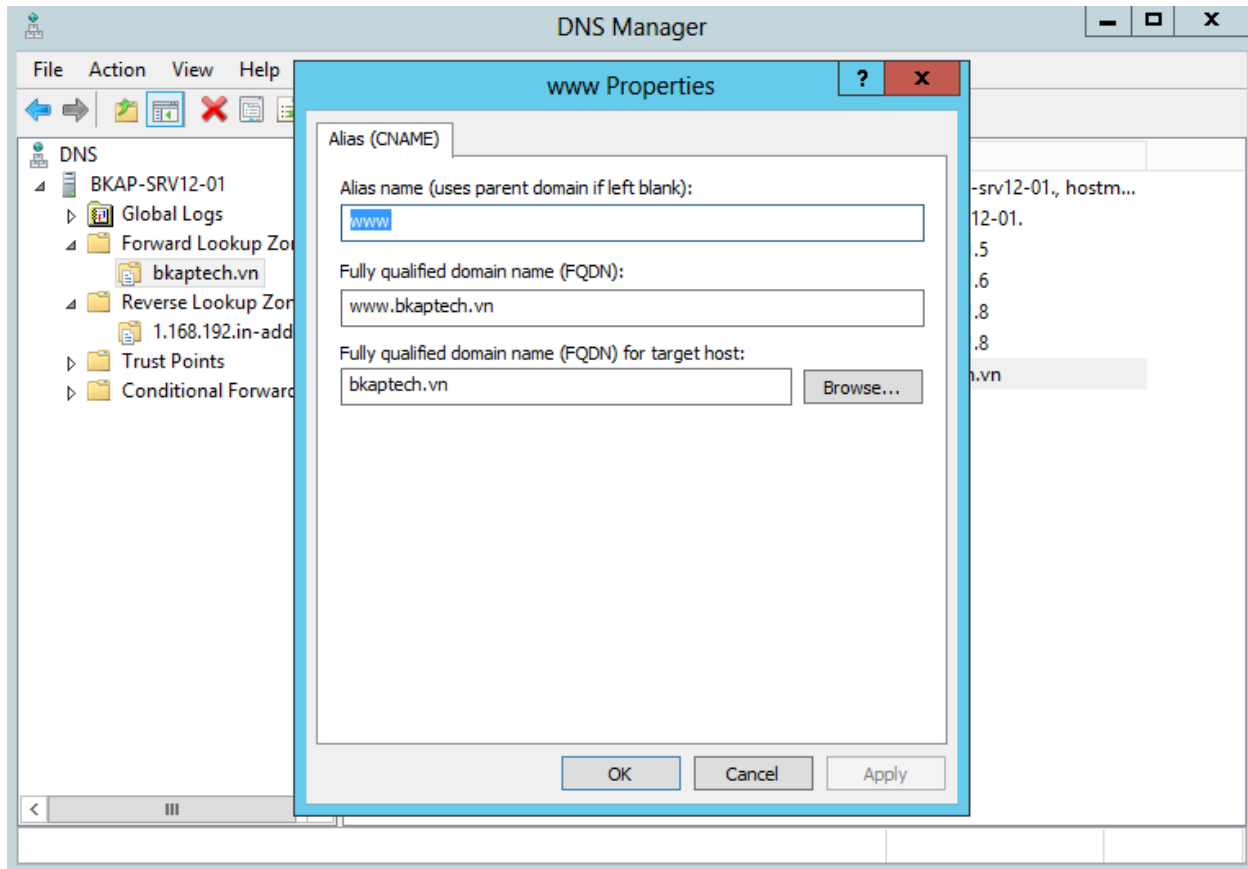 DNS Manager
File Action View Help
www Properties
Alias (CNAME)
DNS
BKAP-SRV12-01
Global Logs
Forward Lookup Zo
bkaptech.vn
Reverse Lookup Zor
1.168.192.in-add
Trust Points
Conditional Forward
Alias name (uses parent domain if left blank):
www
Fully qualified domain name (FQDN):
www.bkaptech.vn
Fully qualified domain name (FQDN) for target host:
bkaptech.vn
Browse...
-srv12-01., hostm...
12-01.
.5
.6
.8
.8
h.vn
OK Cancel Apply